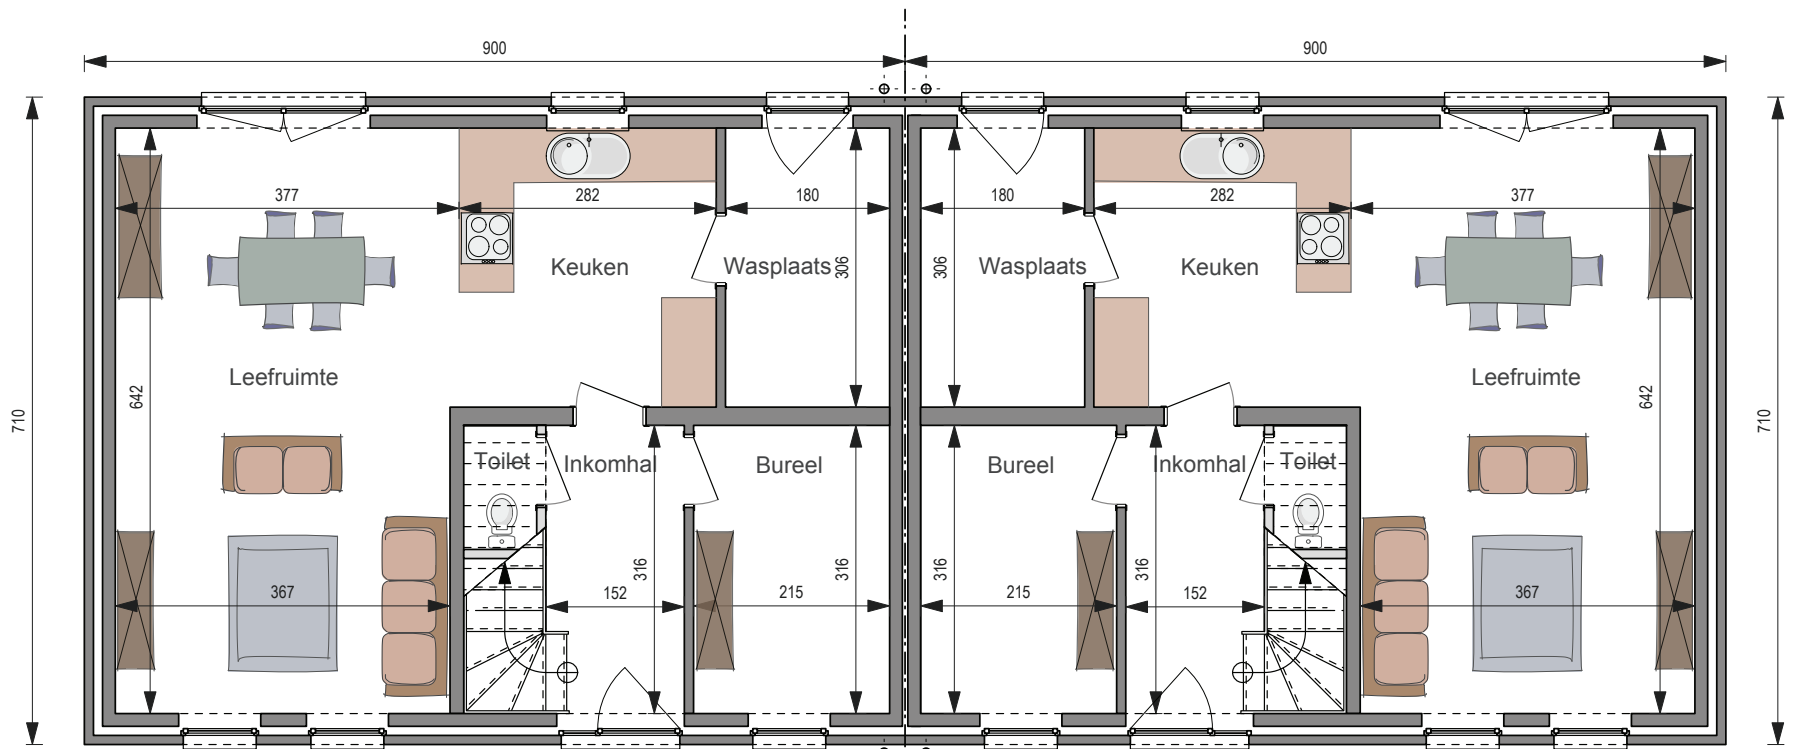 900 900
377 282 180 180 282 377
Keuken Wasplaats 306 306 Wasplaats Keuken
Leefruimte Leefruimte
642 642
710 710
Toilet Inkomhal Bureel Bureel Inkomhal Toilet
316 316 316 316
367 152 215 215 152 367